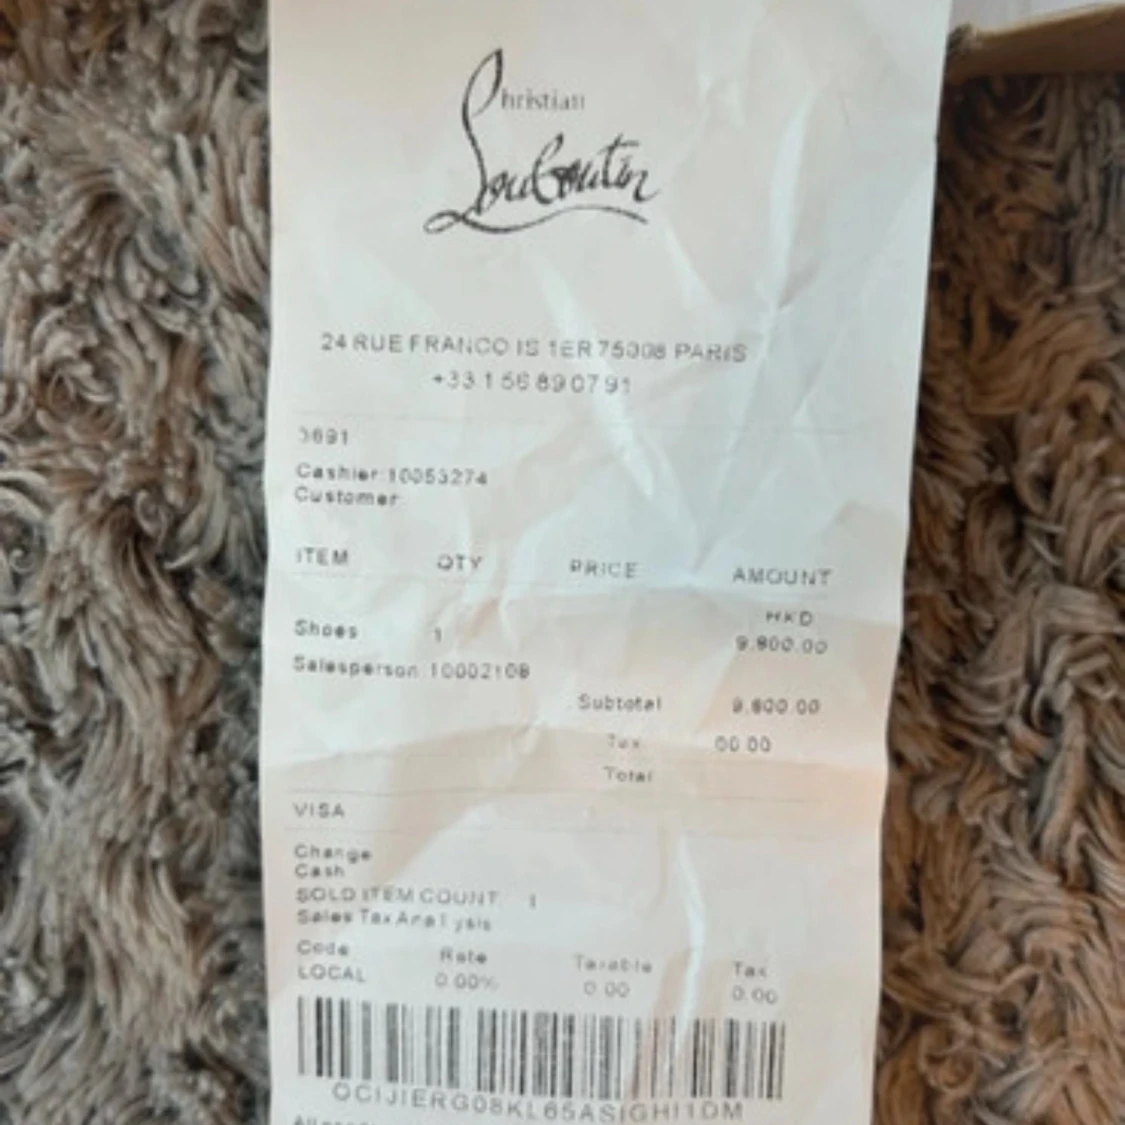 Christian
Louboutin
24 RUE FRANCO IS 1ER 75008 PARIS
+33 1 56 89 07 91
3691
Cashier: 10053274
Customer:
ITEM QTY PRICE AMOUNT
HKD
Shoes 1 9,800.00
Salesperson: 10002108
Subtotal 9,800.00
Tax 00.00
Total
VISA
Change
Cash
SOLD ITEM COUNT: 1
Sales Tax Analysis
Code Rate Taxable Tax
LOCAL 0.00% 0.00 0.00
OCIJIERG08KL65ASIGHI1DM